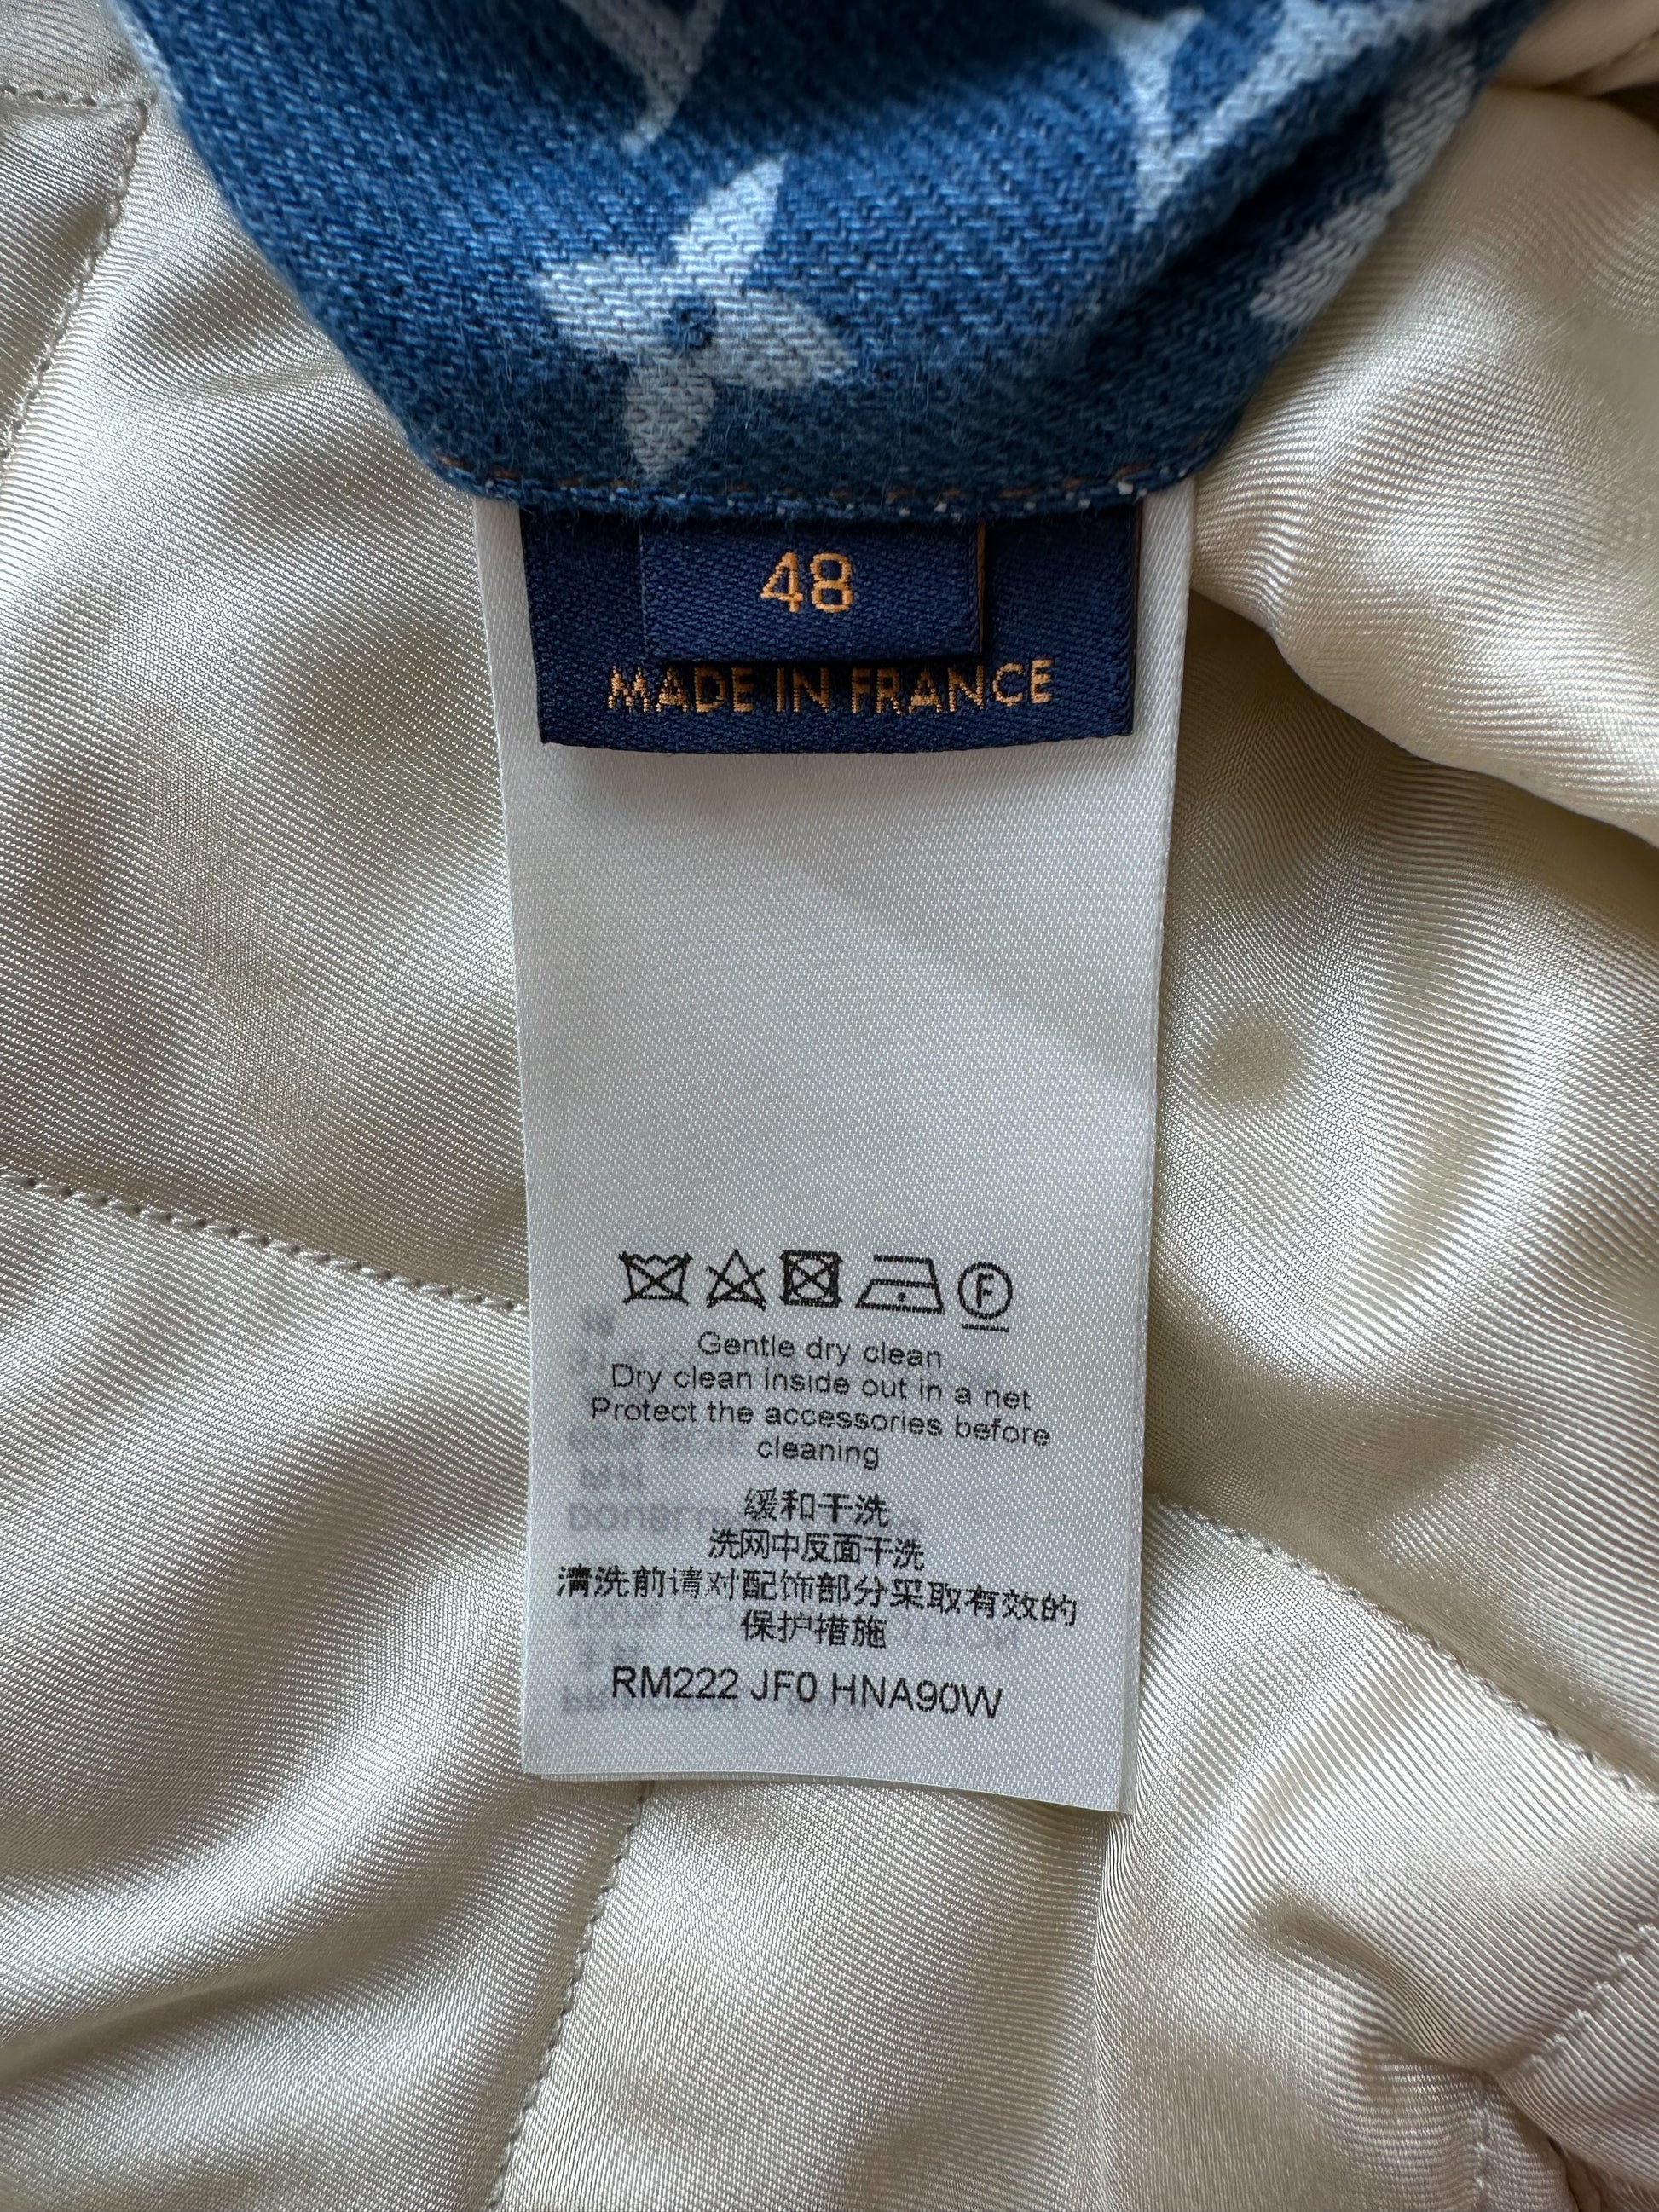 48
MADE IN FRANCE
F
Gentle dry clean
Dry clean inside out in a net
Protect the accessories before
cleaning
缓和干洗
洗网中反面干洗
清洗前请对配饰部分采取有效的
保护措施
RM222 JF0 HNA90W